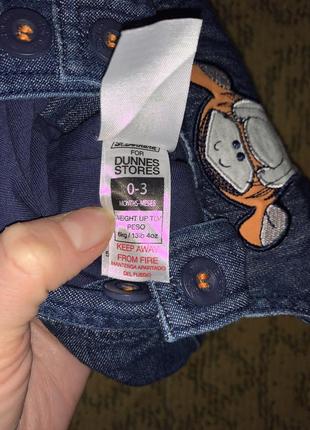 FOR
DUNNES
STORES
0-3
MONTHS-MESES
WEIGHT UP TO/
PESO
6kg / 13lb 4oz
KEEP AWAY
FROM FIRE
MANTENGA APARTADO
DEL FUEGO